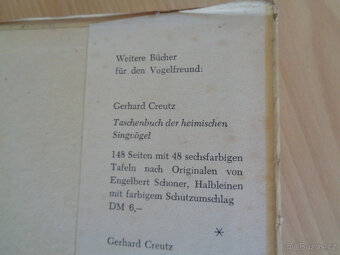 Weitere Bücher
für den Vogelfreund:
Gerhard Creutz
Taschenbuch der heimischen
Singvögel
148 Seiten mit 48 sechsfarbigen
Tafeln nach Originalen von
Engelbert Schoner, Halbleinen
mit farbigem Schutzumschlag
DM 6,–
*
Gerhard Creutz